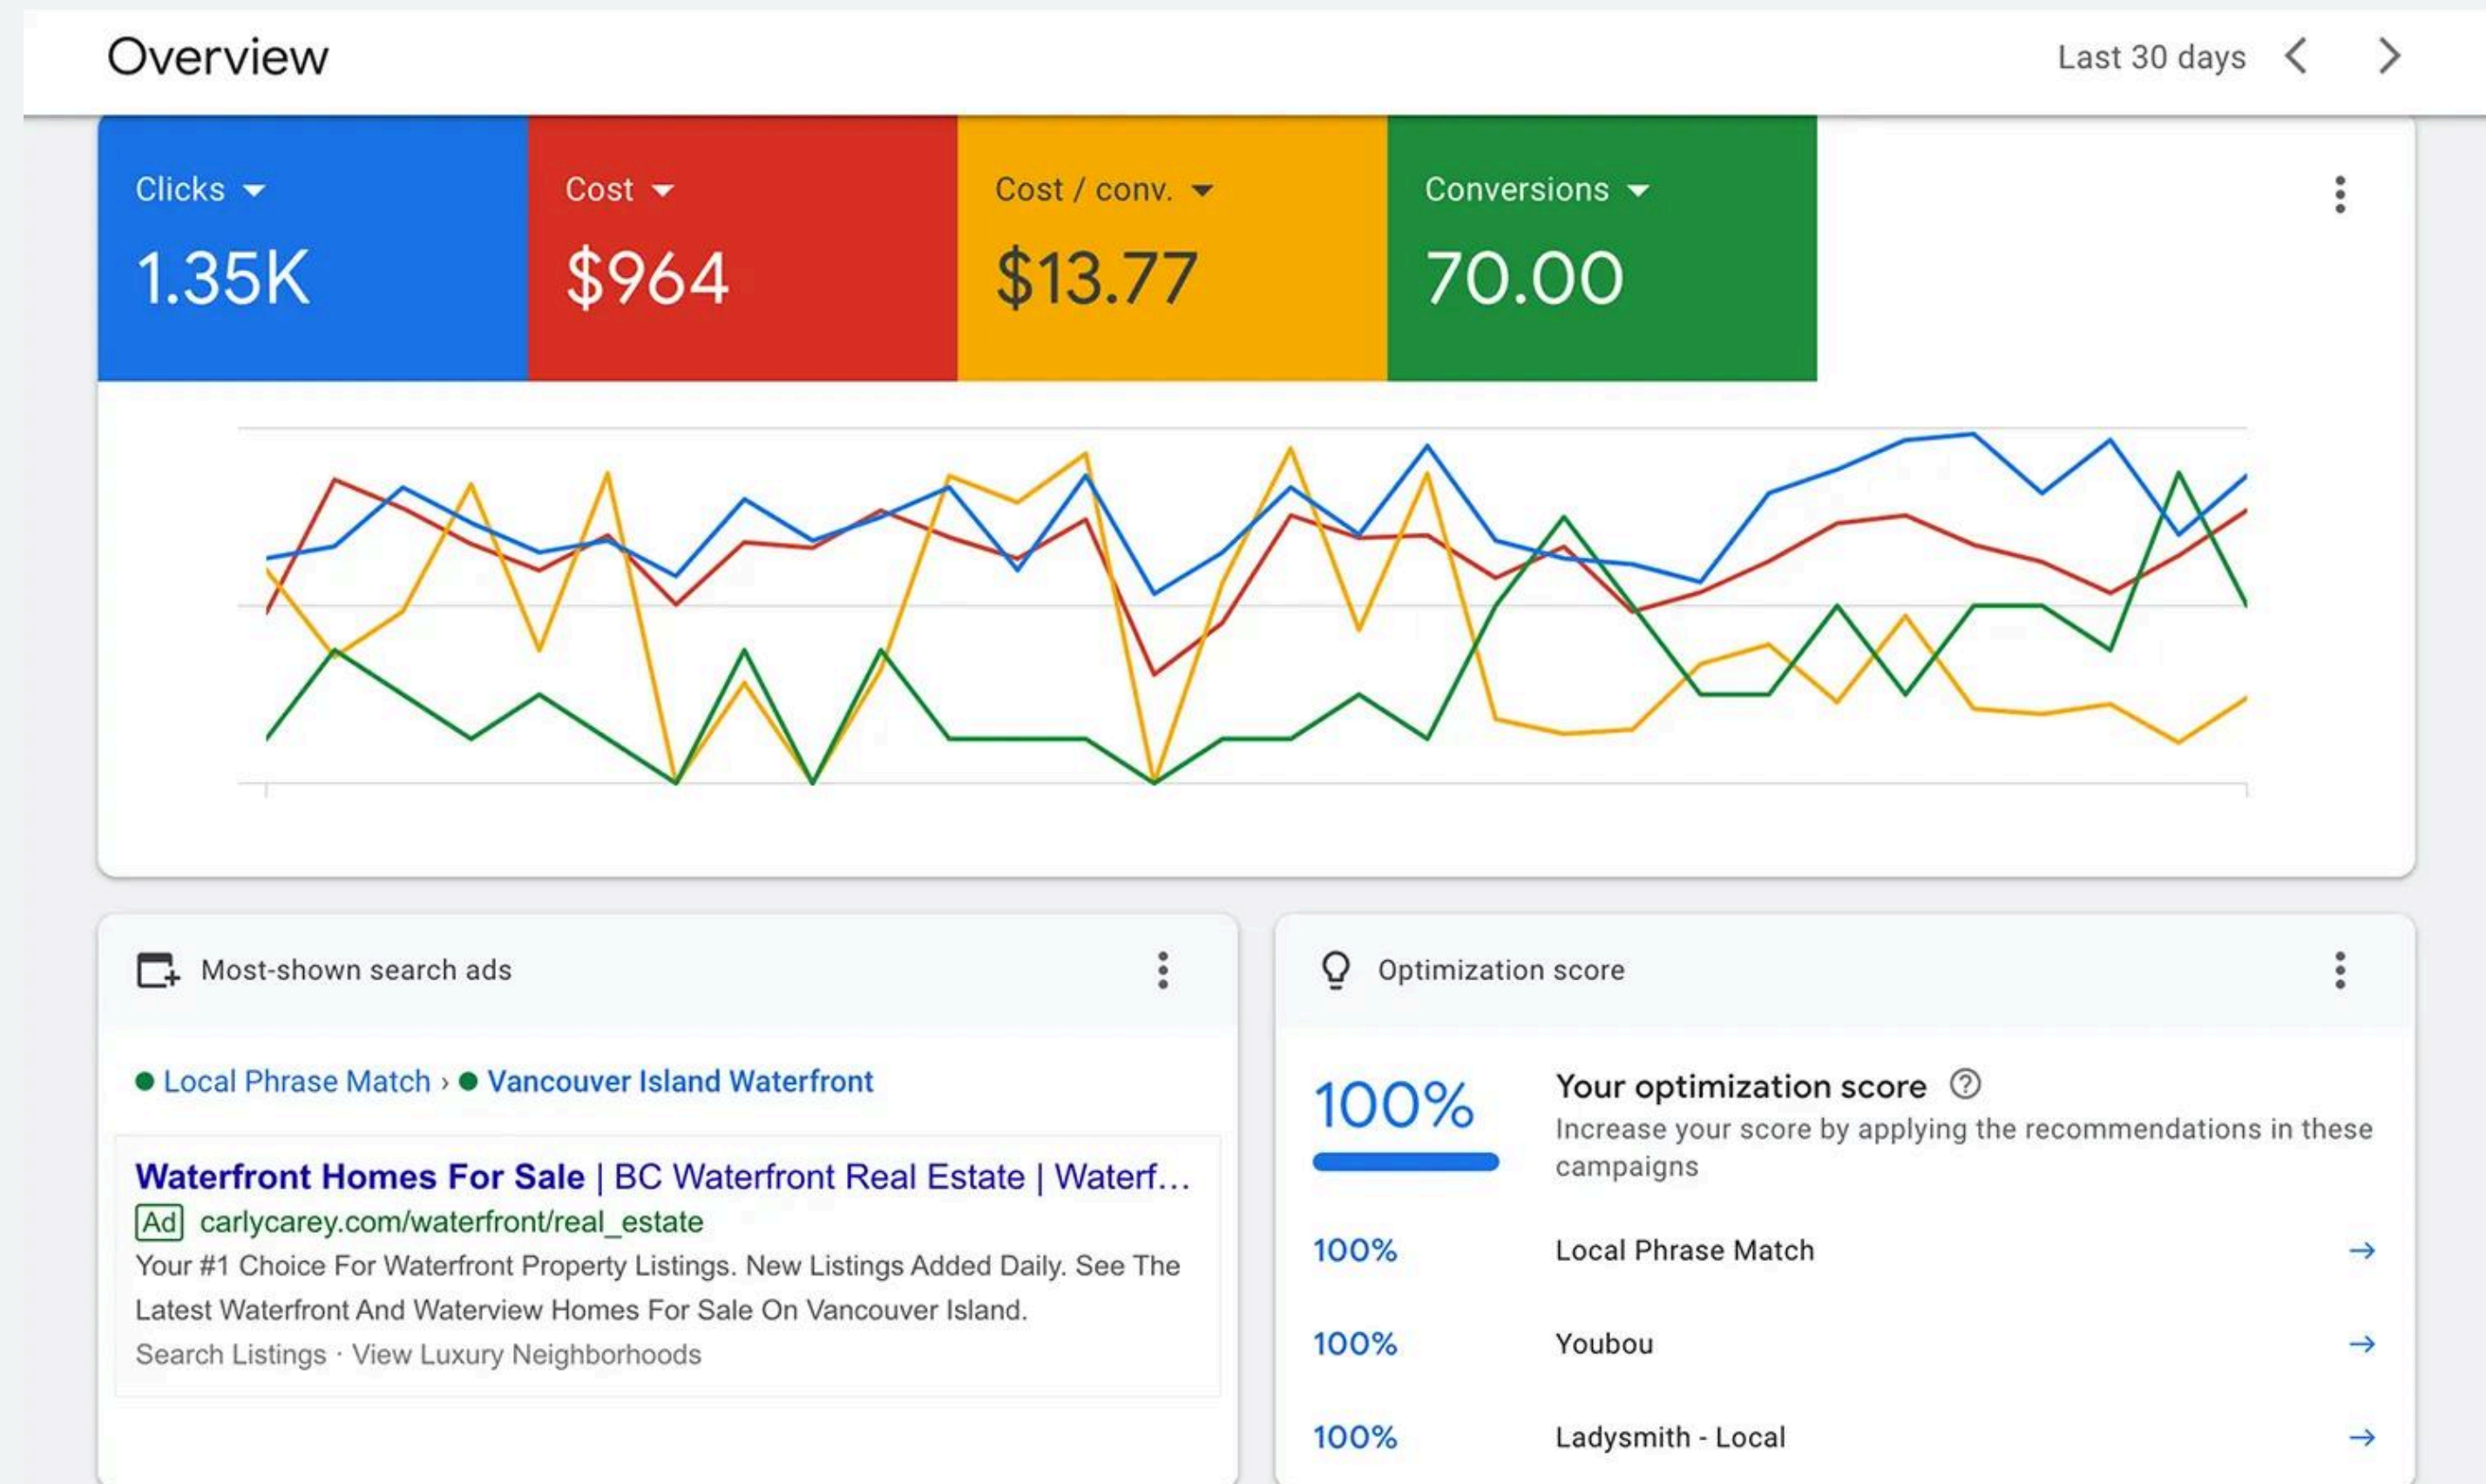 Overview
Last 30 days
Clicks
Cost
Cost / conv.
Conversions
1.35K
$964
$13.77
70.00
Most-shown search ads
Local Phrase Match › Vancouver Island Waterfront
Waterfront Homes For Sale | BC Waterfront Real Estate | Waterf...
Ad carlycarey.com/waterfront/real_estate
Your #1 Choice For Waterfront Property Listings. New Listings Added Daily. See The
Latest Waterfront And Waterview Homes For Sale On Vancouver Island.
Search Listings · View Luxury Neighborhoods
Optimization score
100%
Your optimization score
Increase your score by applying the recommendations in these
campaigns
100% Local Phrase Match
100% Youbou
100% Ladysmith - Local